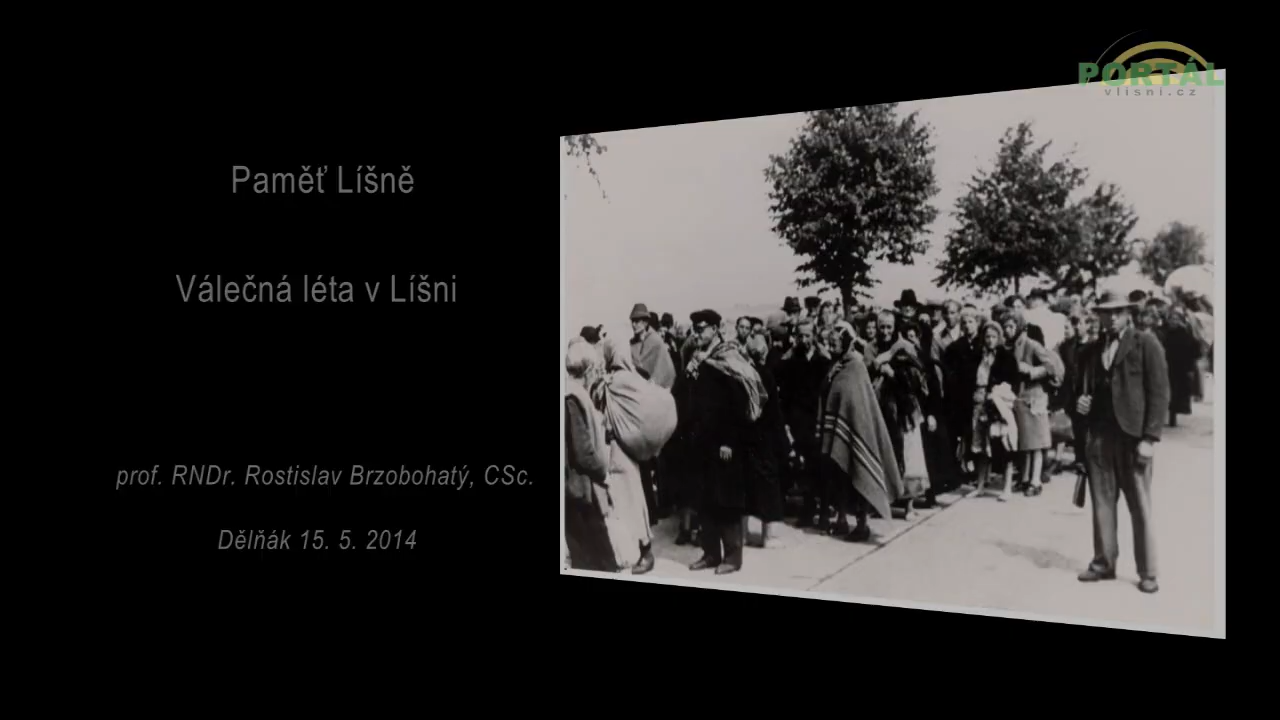 Paměť Líšně
Válečná léta v Líšni
prof. RNDr. Rostislav Brzobohatý, CSc.
Dělňák 15. 5. 2014
PORTÁL
vlisni.cz